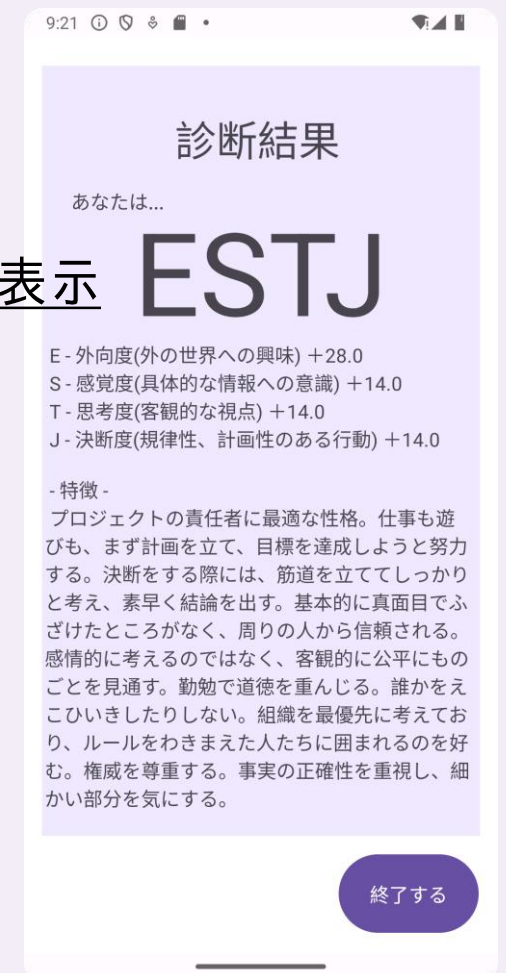 9:21
診断結果
あなたは...
表示
ESTJ
E - 外向度(外の世界への興味) ＋28.0
S - 感覚度(具体的な情報への意識) ＋14.0
T - 思考度(客観的な視点) ＋14.0
J - 決断度(規律性、計画性のある行動) ＋14.0
- 特徴 -
プロジェクトの責任者に最適な性格。仕事も遊
びも、まず計画を立て、目標を達成しようと努力
する。決断をする際には、筋道を立ててしっかり
と考え、素早く結論を出す。基本的に真面目でふ
ざけたところがなく、周りの人から信頼される。
感情的に考えるのではなく、客観的に公平にもの
ごとを見通す。勤勉で道徳を重んじる。誰かをえ
こひいきしたりしない。組織を最優先に考えてお
り、ルールをわきまえた人たちに囲まれるのを好
む。権威を尊重する。事実の正確性を重視し、細
かい部分を気にする。
終了する